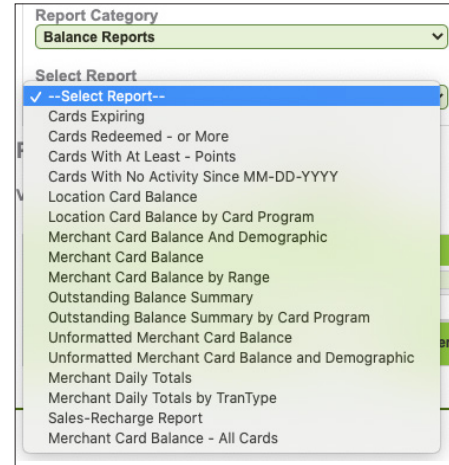 Report Category
Balance Reports
Select Report
✓ --Select Report--
Cards Expiring
Cards Redeemed - or More
Cards With At Least - Points
Cards With No Activity Since MM-DD-YYYY
Location Card Balance
Location Card Balance by Card Program
Merchant Card Balance And Demographic
Merchant Card Balance
Merchant Card Balance by Range
Outstanding Balance Summary
Outstanding Balance Summary by Card Program
Unformatted Merchant Card Balance
Unformatted Merchant Card Balance and Demographic
Merchant Daily Totals
Merchant Daily Totals by TranType
Sales-Recharge Report
Merchant Card Balance - All Cards